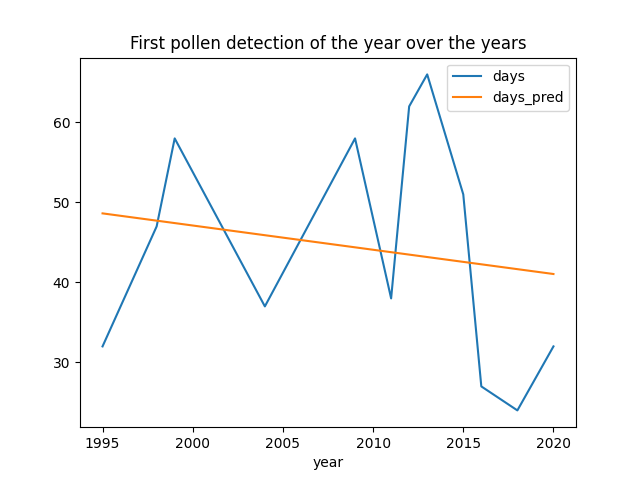 First pollen detection of the year over the years
days
days_pred
60
50
40
30
1995 2000 2005 2010 2015 2020
year